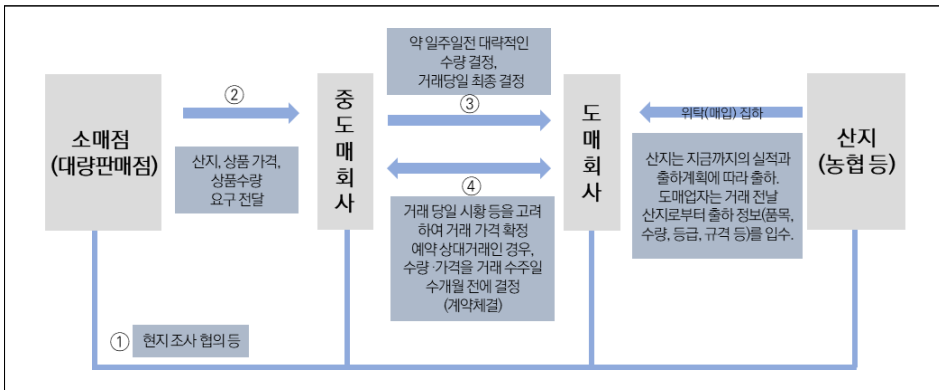 약 일주일전 대략적인
수량 결정,
거래당일 최종 결정
②
③
소매점
(대량판매점)
중
도
매
회
사
도
매
회
사
위탁(매입) 집하
산지
(농협 등)
산지, 상품 가격,
상품수량
요구 전달
④
거래 당일 시황 등을 고려
하여 거래 가격 확정
예약 상대거래인 경우,
수량·가격을 거래 수주일
수개월 전에 결정
(계약체결)
산지는 지금까지의 실적과
출하계획에 따라 출하.
도매업자는 거래 전날
산지로부터 출하 정보(품목,
수량, 등급, 규격 등)를 입수.
①
현지 조사 협의 등